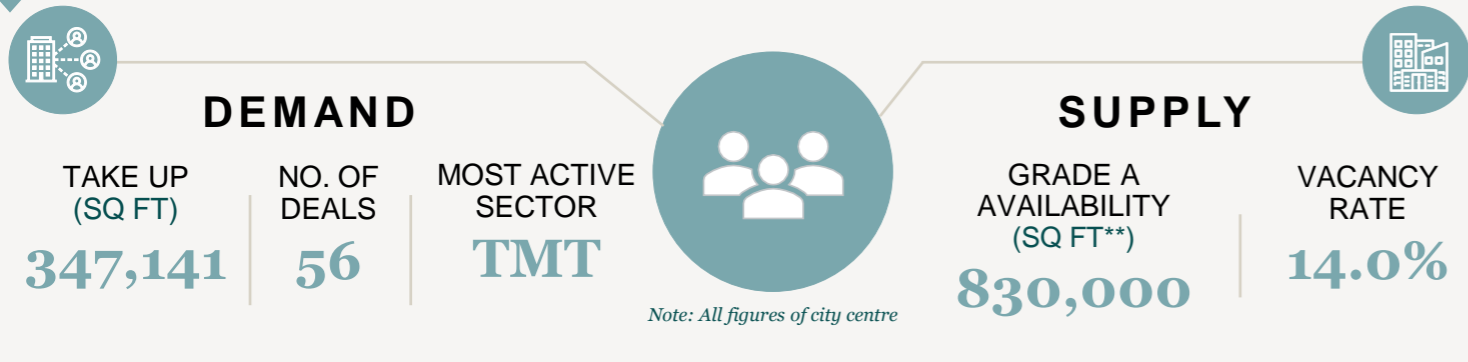 DEMAND
TAKE UP
(SQ FT)
347,141
NO. OF
DEALS
56
MOST ACTIVE
SECTOR
TMT
Note: All figures of city centre
SUPPLY
GRADE A
AVAILABILITY
(SQ FT**)
830,000
VACANCY
RATE
14.0%